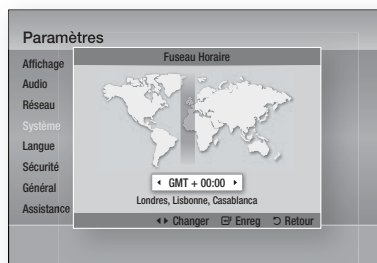 Paramètres
Fuseau Horaire
Affichage
Audio
Réseau
Système
Langue
Sécurité
Général
Assistance
GMT + 00:00
Londres, Lisbonne, Casablanca
Changer Enreg Retour